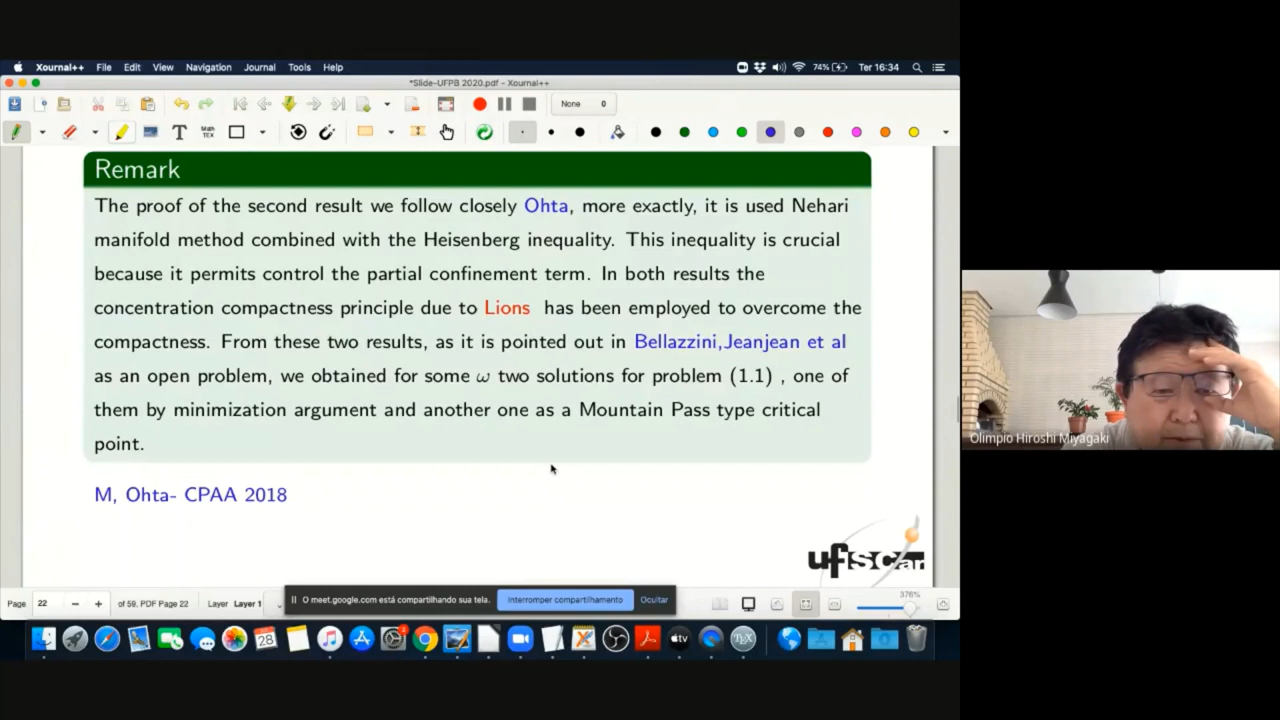 Xournal++ File Edit View Navigation Journal Tools Help 74% Ter 16:34
*Slide-UFPB 2020.pdf - Xournal++
None 0
T Math TEX
Remark
The proof of the second result we follow closely Ohta, more exactly, it is used Nehari
manifold method combined with the Heisenberg inequality. This inequality is crucial
because it permits control the partial confinement term. In both results the
concentration compactness principle due to Lions has been employed to overcome the
compactness. From these two results, as it is pointed out in Bellazzini,Jeanjean et al
as an open problem, we obtained for some ω two solutions for problem (1.1) , one of
them by minimization argument and another one as a Mountain Pass type critical
point.
M, Ohta- CPAA 2018
ufscar
Page 22 of 59. PDF Page 22 Layer Layer 1
O meet.google.com está compartilhando sua tela. Interromper compartilhamento Ocultar
376%
28
tv
TEX
Olimpio Hiroshi Miyagaki